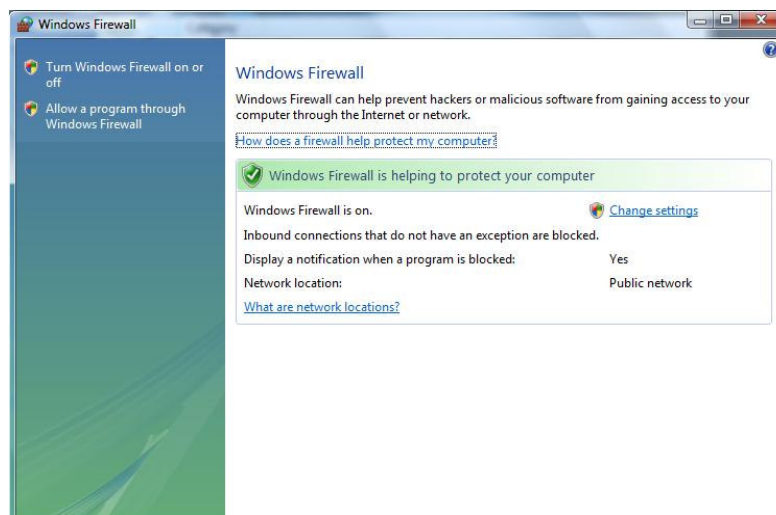 Windows Firewall
Turn Windows Firewall on or
off
Allow a program through
Windows Firewall
Windows Firewall
Windows Firewall can help prevent hackers or malicious software from gaining access to your
computer through the Internet or network.
How does a firewall help protect my computer?
Windows Firewall is helping to protect your computer
Windows Firewall is on.
Change settings
Inbound connections that do not have an exception are blocked.
Display a notification when a program is blocked: Yes
Network location: Public network
What are network locations?